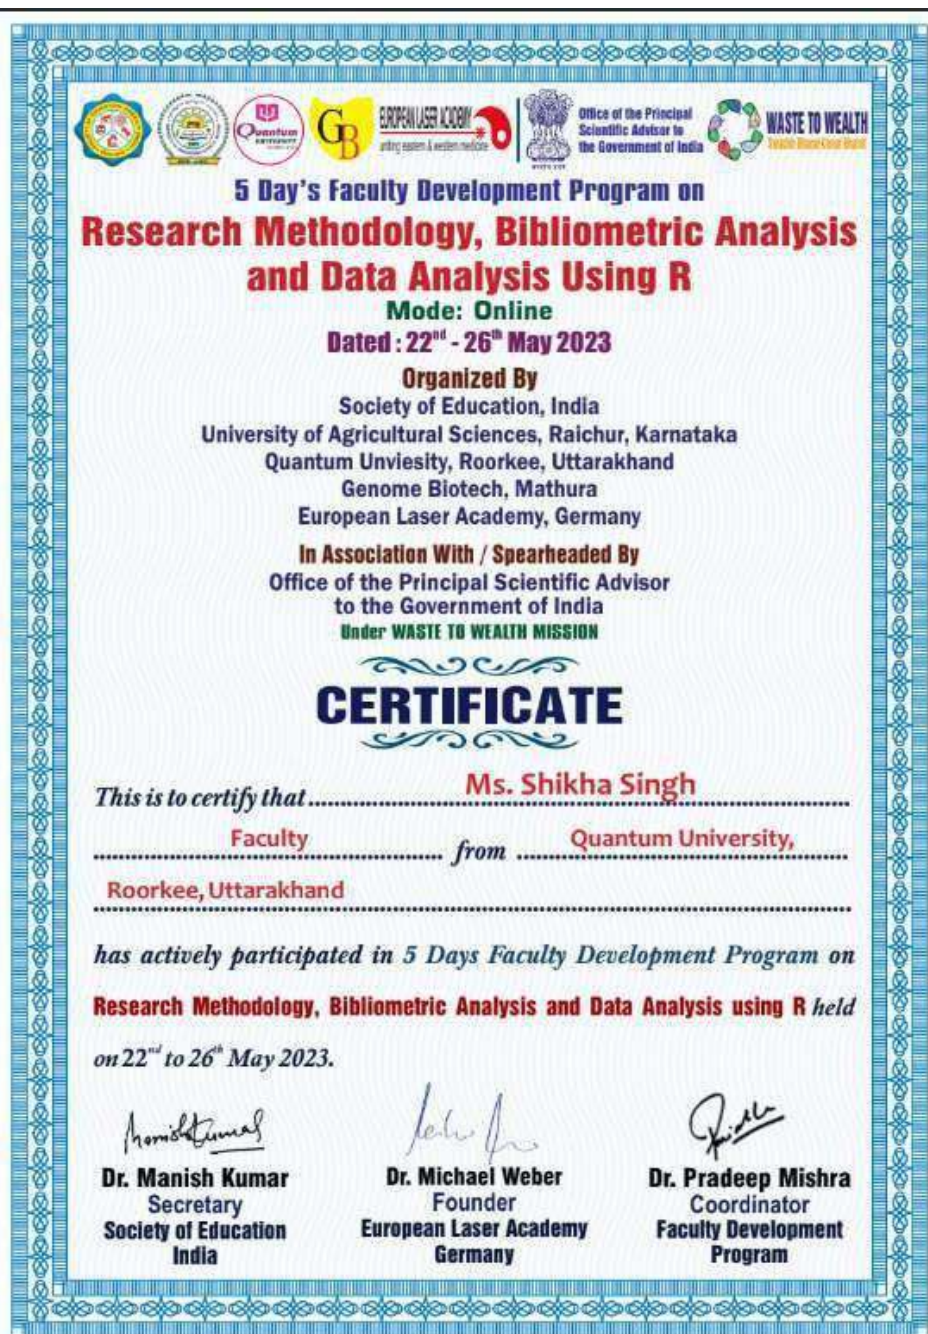 Quantum
UNIVERSITY
GB
EUROPEAN LASER ACADEMY
uniting eastern & western medicine
Office of the Principal
Scientific Advisor to
the Government of India
WASTE TO WEALTH
5 Day's Faculty Development Program on
Research Methodology, Bibliometric Analysis
and Data Analysis Using R
Mode: Online
Dated : 22nd - 26th May 2023
Organized By
Society of Education, India
University of Agricultural Sciences, Raichur, Karnataka
Quantum Unviesity, Roorkee, Uttarakhand
Genome Biotech, Mathura
European Laser Academy, Germany
In Association With / Spearheaded By
Office of the Principal Scientific Advisor
to the Government of India
Under WASTE TO WEALTH MISSION
CERTIFICATE
This is to certify that Ms. Shikha Singh
Faculty from Quantum University,
Roorkee, Uttarakhand
has actively participated in 5 Days Faculty Development Program on
Research Methodology, Bibliometric Analysis and Data Analysis using R held
on 22nd to 26th May 2023.
Dr. Manish Kumar
Secretary
Society of Education
India
Dr. Michael Weber
Founder
European Laser Academy
Germany
Dr. Pradeep Mishra
Coordinator
Faculty Development
Program